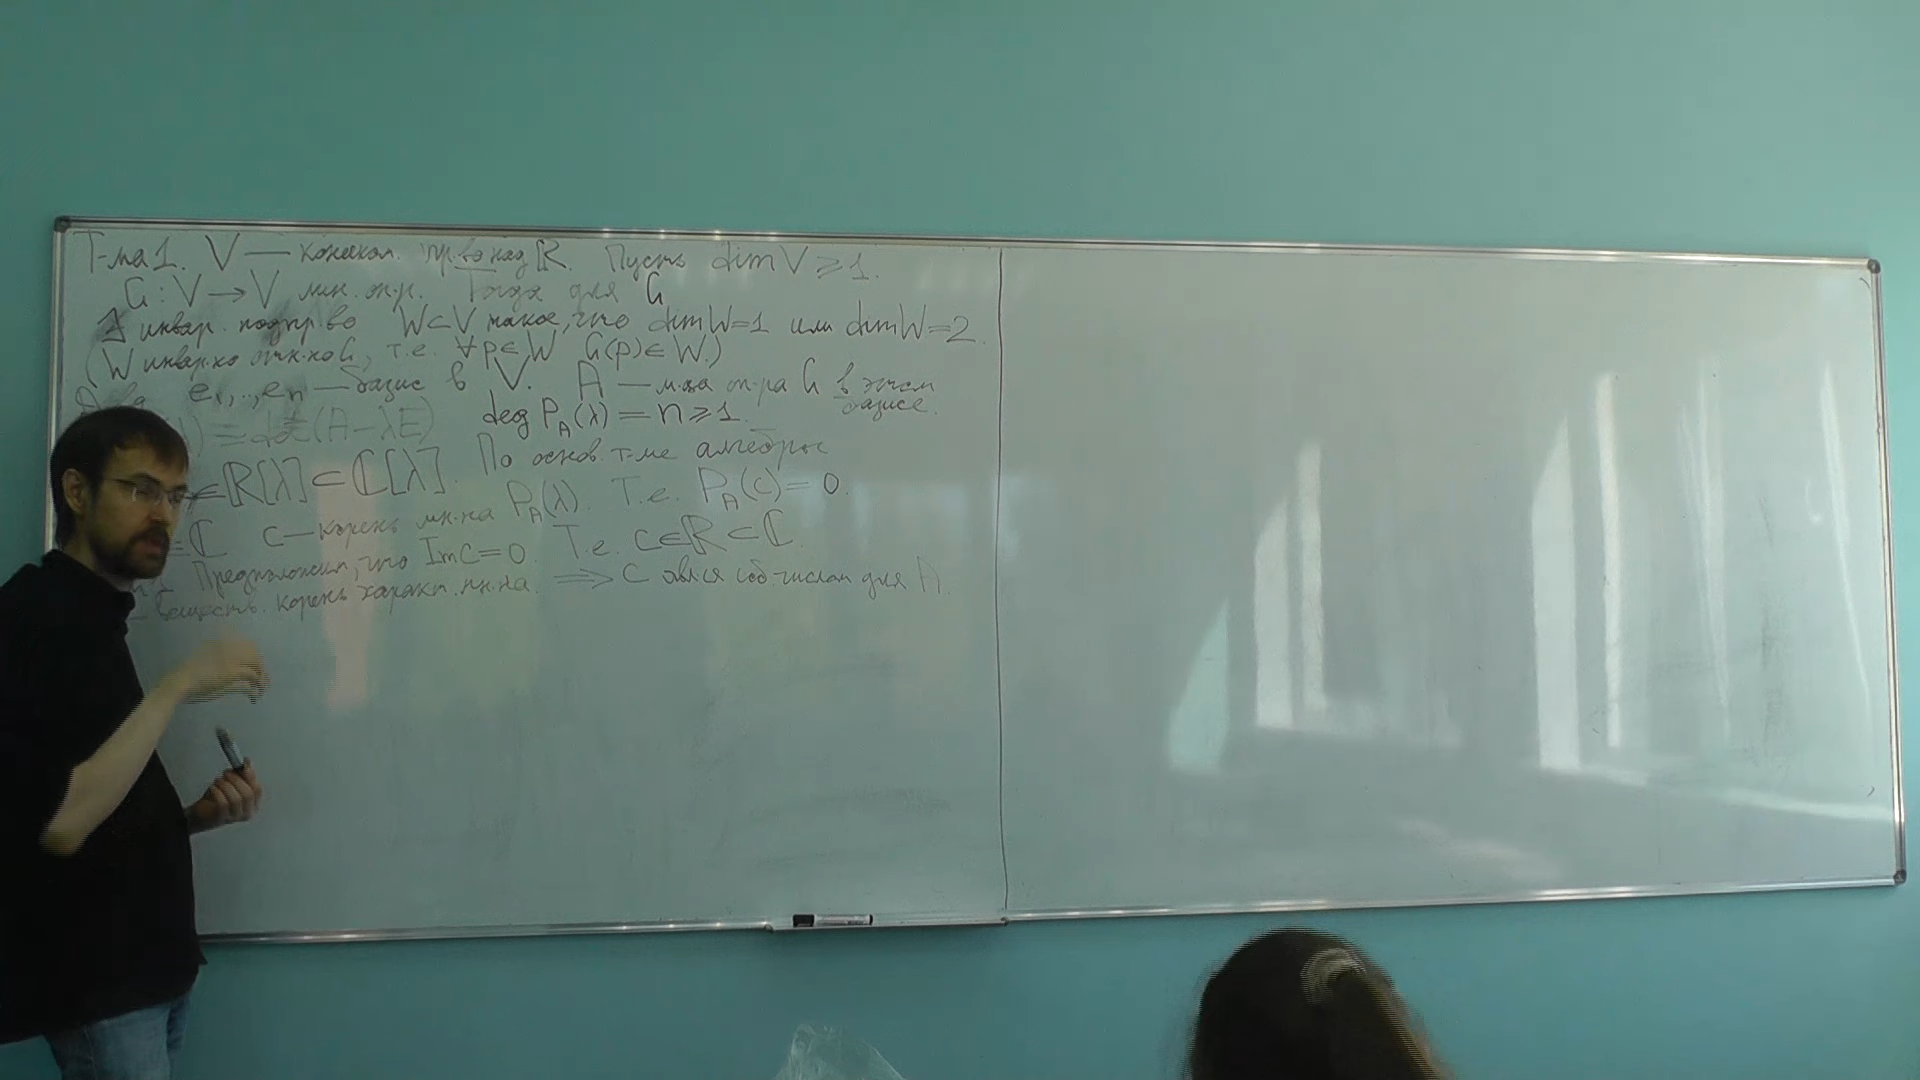 Т-ма 1. V — конечном. пр-во над ℝ. Пусть dim V ⩾ 1.
G : V → V лин. оп-р. Тогда для G
∃ инвар. подпр-во W ⊂ V такое, что dim W = 1 или dim W = 2.
(W инвар-но отн-но G, т.е. ∀ p ∈ W G(p) ∈ W.)
e₁,..,eₙ — базис в V. A — м-ца оп-ра G в этом базисе.
) = det(A − λE) deg P_A(λ) = n ⩾ 1.
∈ ℝ[λ] ⊂ ℂ[λ]. По основ. т-ме алгебры
ℂ c — корень мн-на P_A(λ). Т.е. P_A(c) = 0.
Предположим, что Im c = 0. Т.е. c ∈ ℝ ⊂ ℂ.
веществ. корень характ. мн-на. ⟹ c явл-ся соб числом для A.